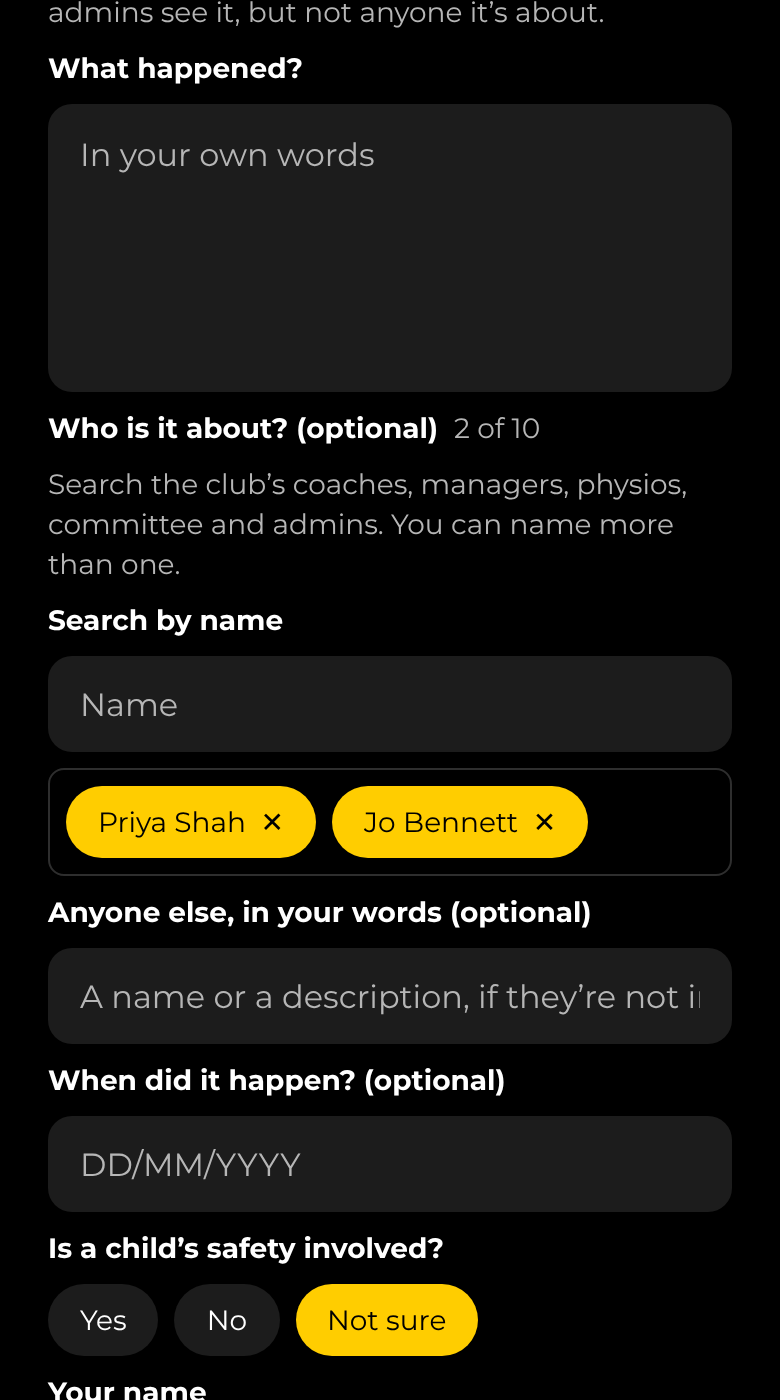 admins see it, but not anyone it’s about.
What happened?
In your own words
Who is it about? (optional) 2 of 10
Search the club’s coaches, managers, physios,
committee and admins. You can name more
than one.
Search by name
Name
Priya Shah ✕ Jo Bennett ✕
Anyone else, in your words (optional)
A name or a description, if they’re not
When did it happen? (optional)
DD/MM/YYYY
Is a child’s safety involved?
Yes No Not sure
Your name